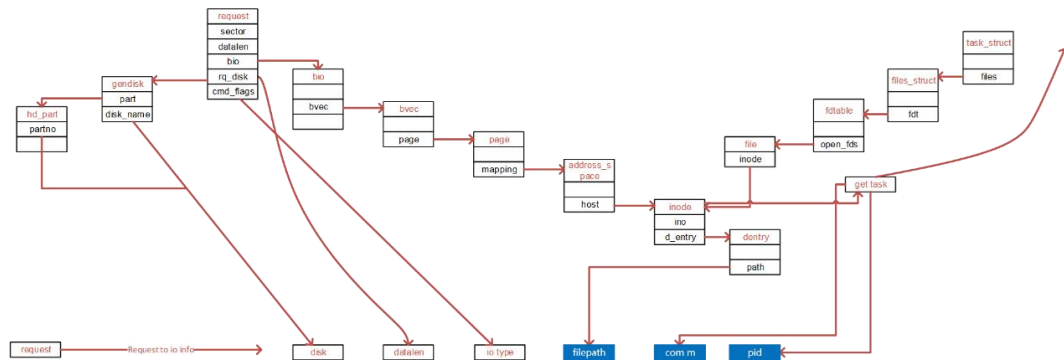 request
sector
datalen
bio
rq_disk
cmd_flags
gendisk
part
disk_name
hd_part
partno
bio
bvec
bvec
page
page
mapping
address_s
pace
host
inode
ino
d_entry
dentry
path
file
inode
fdtable
open_fds
files_struct
fdt
task_struct
files
get task
request
Request to io info
disk
datalen
io type
filepath
com m
pid